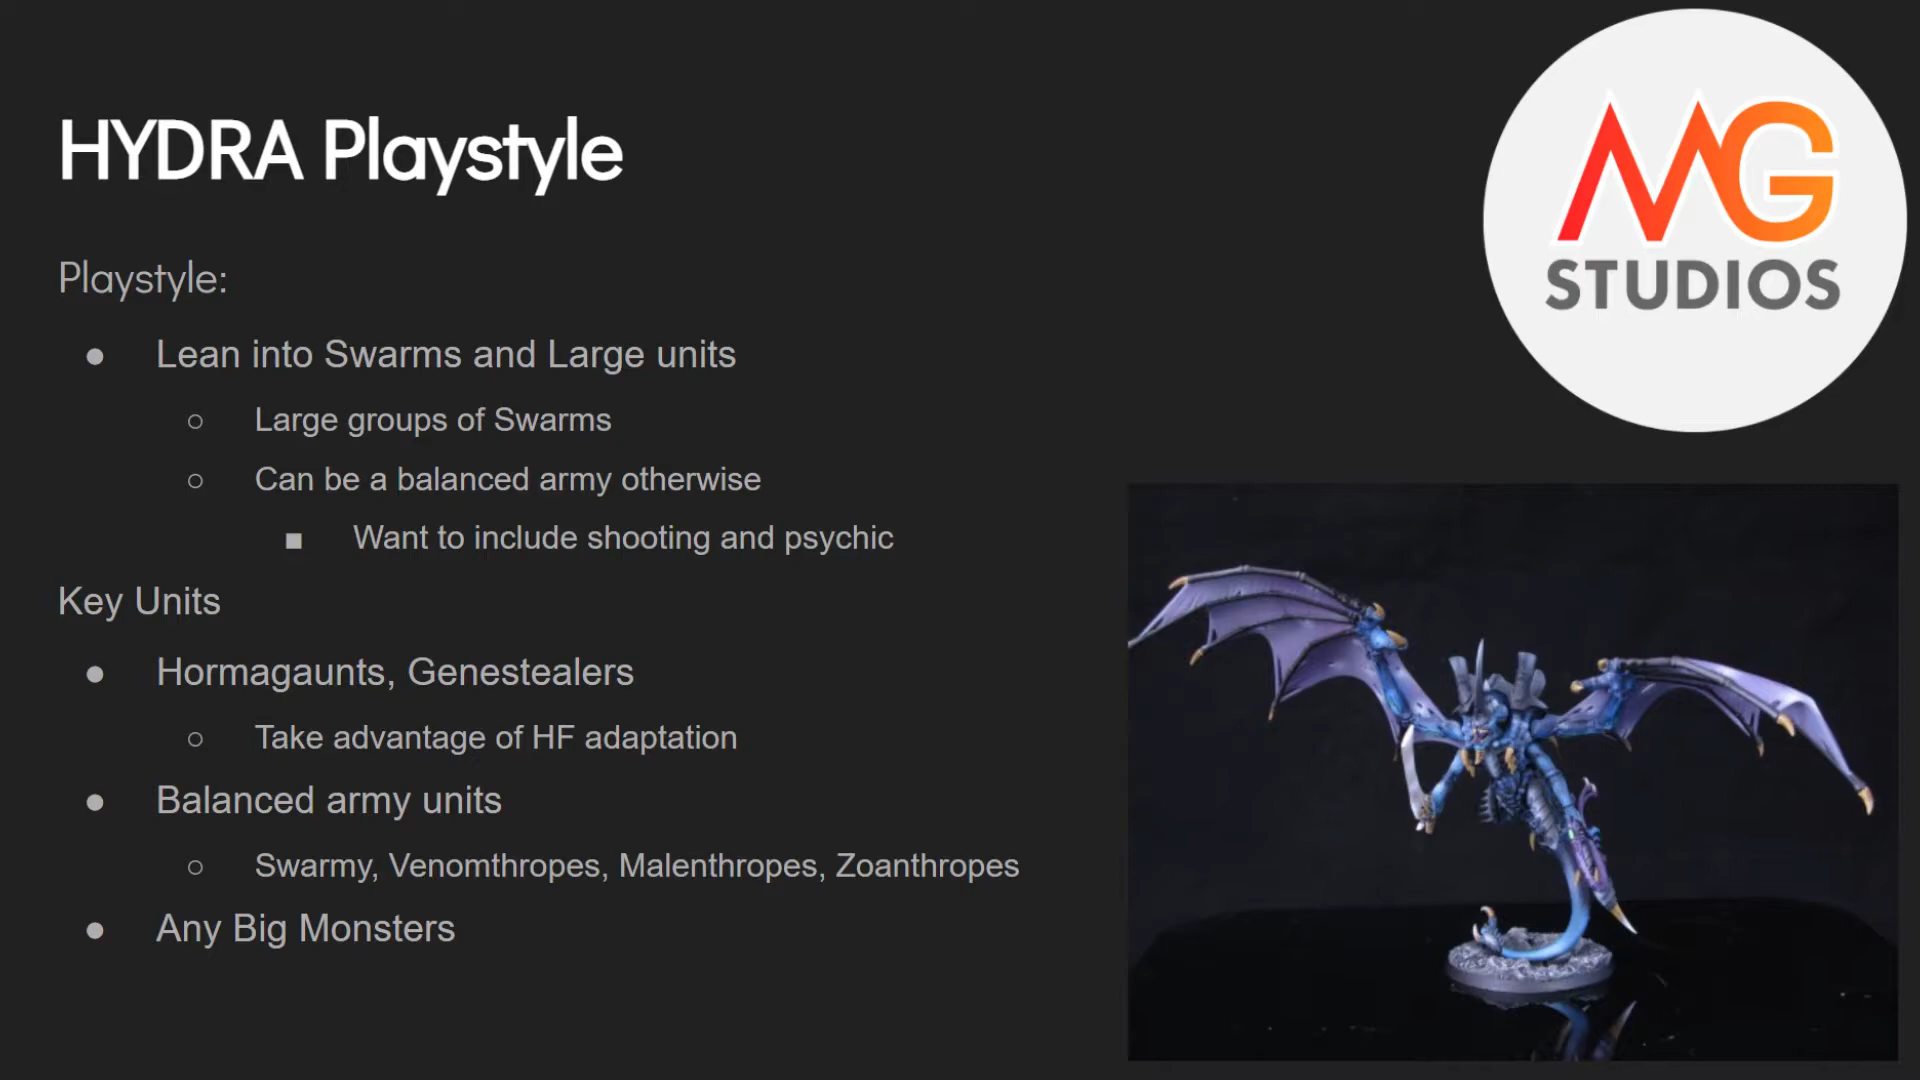 HYDRA Playstyle
MG
STUDIOS
Playstyle:
Lean into Swarms and Large units
Large groups of Swarms
Can be a balanced army otherwise
Want to include shooting and psychic
Key Units
Hormagaunts, Genestealers
Take advantage of HF adaptation
Balanced army units
Swarmy, Venomthropes, Malenthropes, Zoanthropes
Any Big Monsters